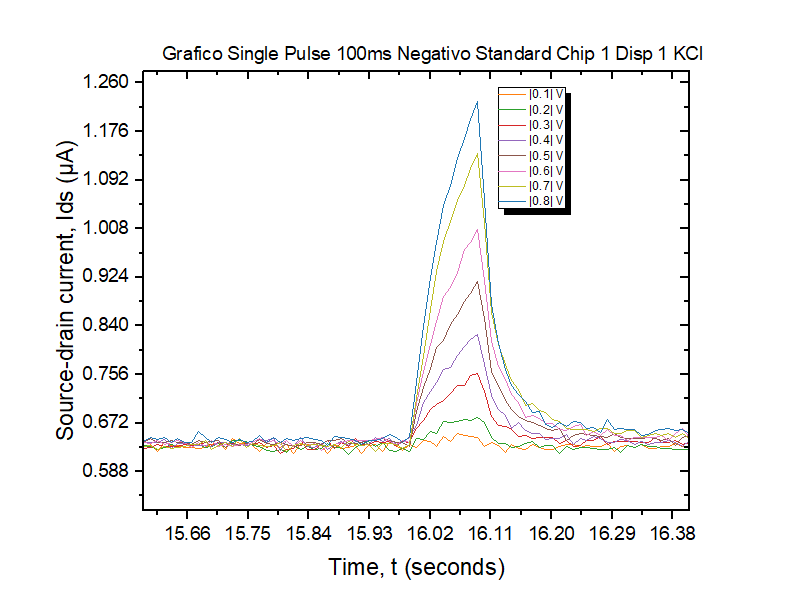 Grafico Single Pulse 100ms Negativo Standard Chip 1 Disp 1 KCl
1.260
1.176
1.092
1.008
0.924
0.840
0.756
0.672
0.588
Source-drain current, Ids (µA)
|0.1| V
|0.2| V
|0.3| V
|0.4| V
|0.5| V
|0.6| V
|0.7| V
|0.8| V
15.66 15.75 15.84 15.93 16.02 16.11 16.20 16.29 16.38
Time, t (seconds)